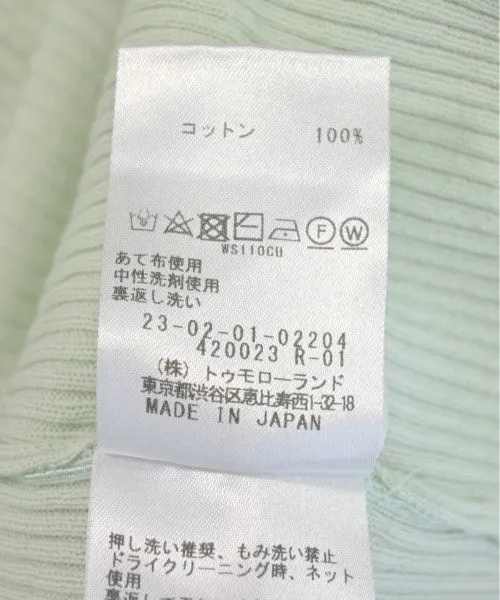 コットン 100%
F W
WS110CU
あて布使用
中性洗剤使用
裏返し洗い
23-02-01-02204
420023 R-01
(株) トゥモローランド
東京都渋谷区恵比寿西1-32-18
MADE IN JAPAN
押し洗い推奨、もみ洗い禁止
ドライクリーニング時、ネット
使用